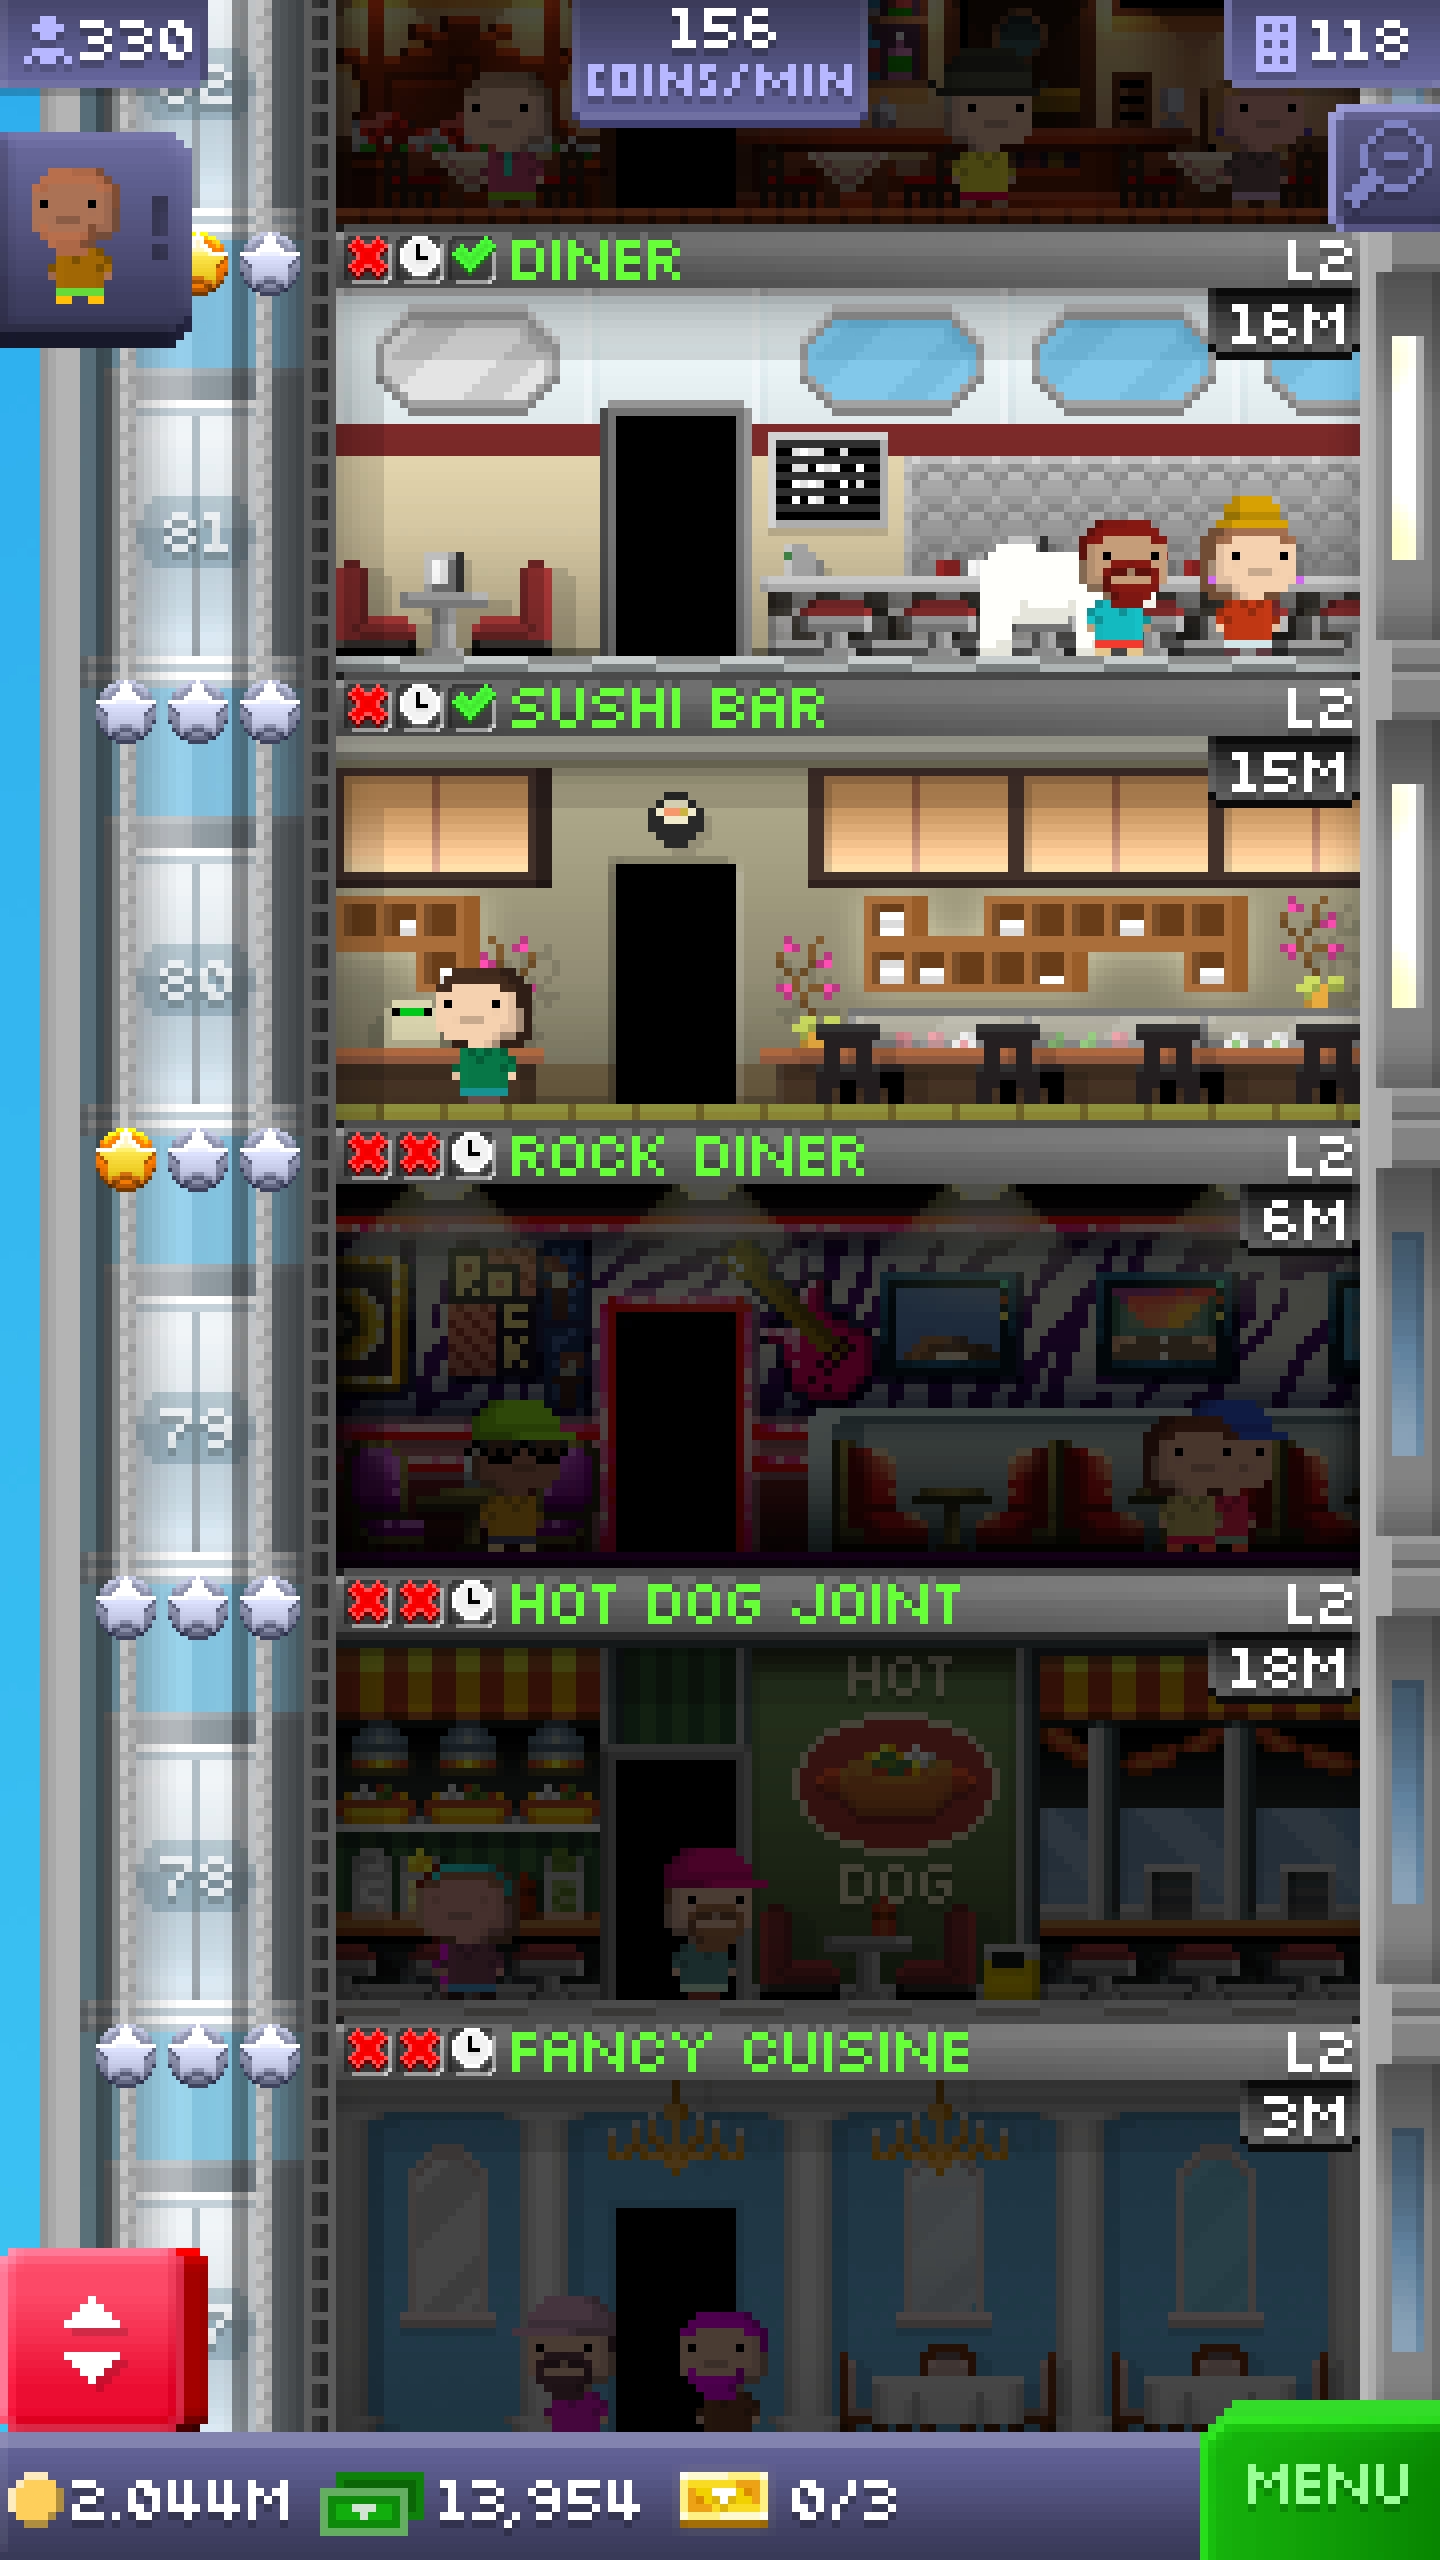 330
156
COINS/MIN
118
82
DINER L2
16M
81
SUSHI BAR L2
15M
80
ROCK DINER L2
6M
79
HOT DOG JOINT L2
18M
HOT
DOG
78
FANCY CUISINE L2
3M
7
2.044M 13,954 0/3
MENU